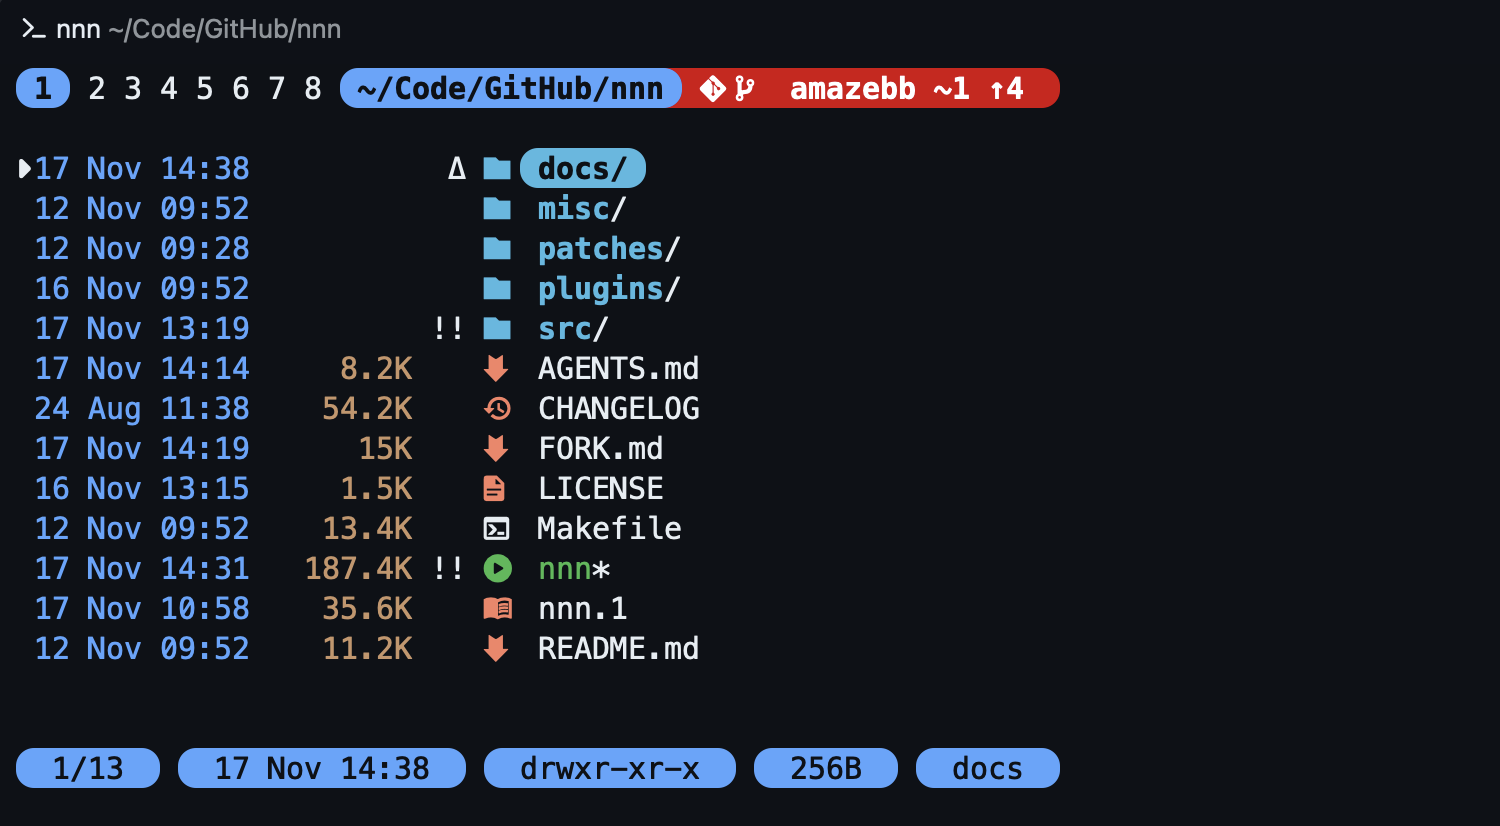 >_ nnn ~/Code/GitHub/nnn
1 2 3 4 5 6 7 8 ~/Code/GitHub/nnn amazebb ~1 ↑4
17 Nov 14:38 Δ docs/
12 Nov 09:52 misc/
12 Nov 09:28 patches/
16 Nov 09:52 plugins/
17 Nov 13:19 !! src/
17 Nov 14:14 8.2K AGENTS.md
24 Aug 11:38 54.2K CHANGELOG
17 Nov 14:19 15K FORK.md
16 Nov 13:15 1.5K LICENSE
12 Nov 09:52 13.4K Makefile
17 Nov 14:31 187.4K !! nnn*
17 Nov 10:58 35.6K nnn.1
12 Nov 09:52 11.2K README.md
1/13 17 Nov 14:38 drwxr-xr-x 256B docs